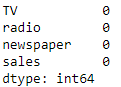 TV 0
radio 0
newspaper 0
sales 0
dtype: int64